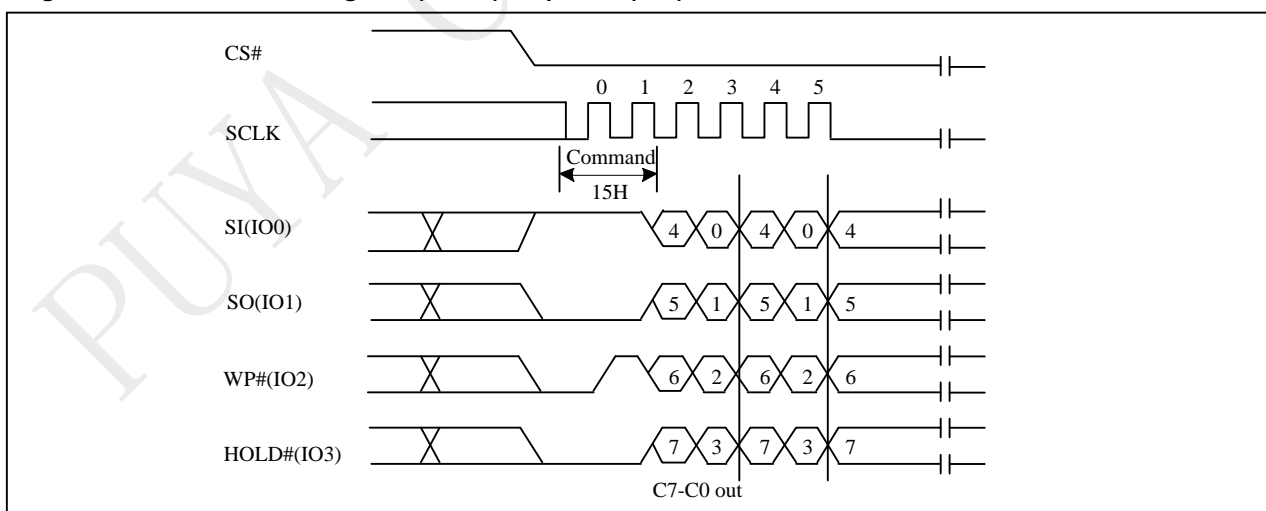 CS#
0 1 2 3 4 5
SCLK
Command
15H
SI(IO0) 4 0 4 0 4
SO(IO1) 5 1 5 1 5
WP#(IO2) 6 2 6 2 6
HOLD#(IO3) 7 3 7 3 7
C7-C0 out
PUYA